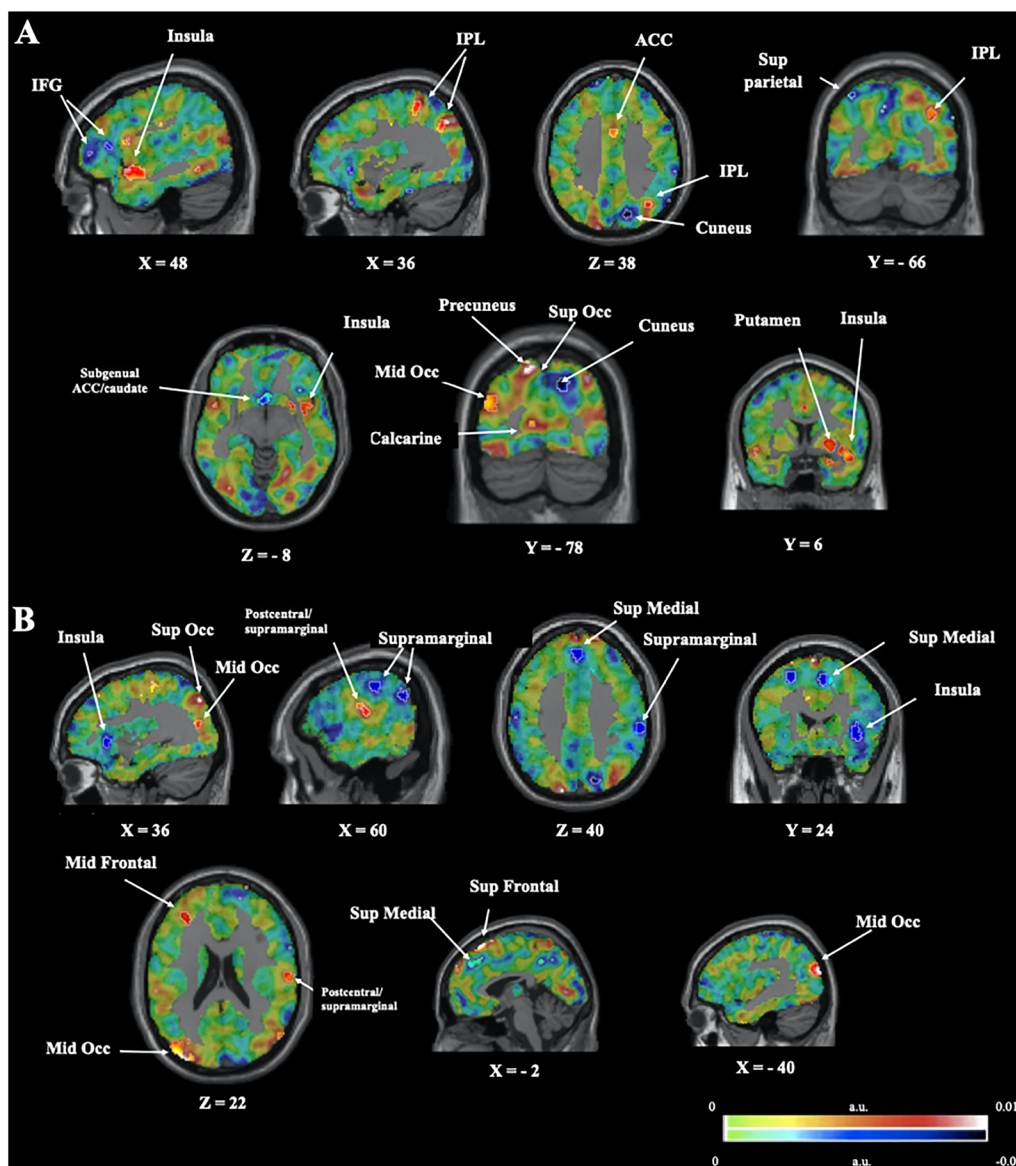 A
Insula
IFG
IPL
ACC
Sup
parietal
IPL
IPL
Cuneus
X = 48
X = 36
Z = 38
Y = - 66
Insula
Subgenual
ACC/caudate
Precuneus
Sup Occ
Cuneus
Mid Occ
Calcarine
Putamen
Insula
Z = - 8
Y = - 78
Y = 6
B
Insula
Sup Occ
Mid Occ
Postcentral/
supramarginal
Supramarginal
Sup Medial
Supramarginal
Sup Medial
Insula
X = 36
X = 60
Z = 40
Y = 24
Mid Frontal
Postcentral/
supramarginal
Mid Occ
Sup Frontal
Sup Medial
Mid Occ
Z = 22
X = - 2
X = - 40
0 a.u. 0.01
0 a.u. -0.0